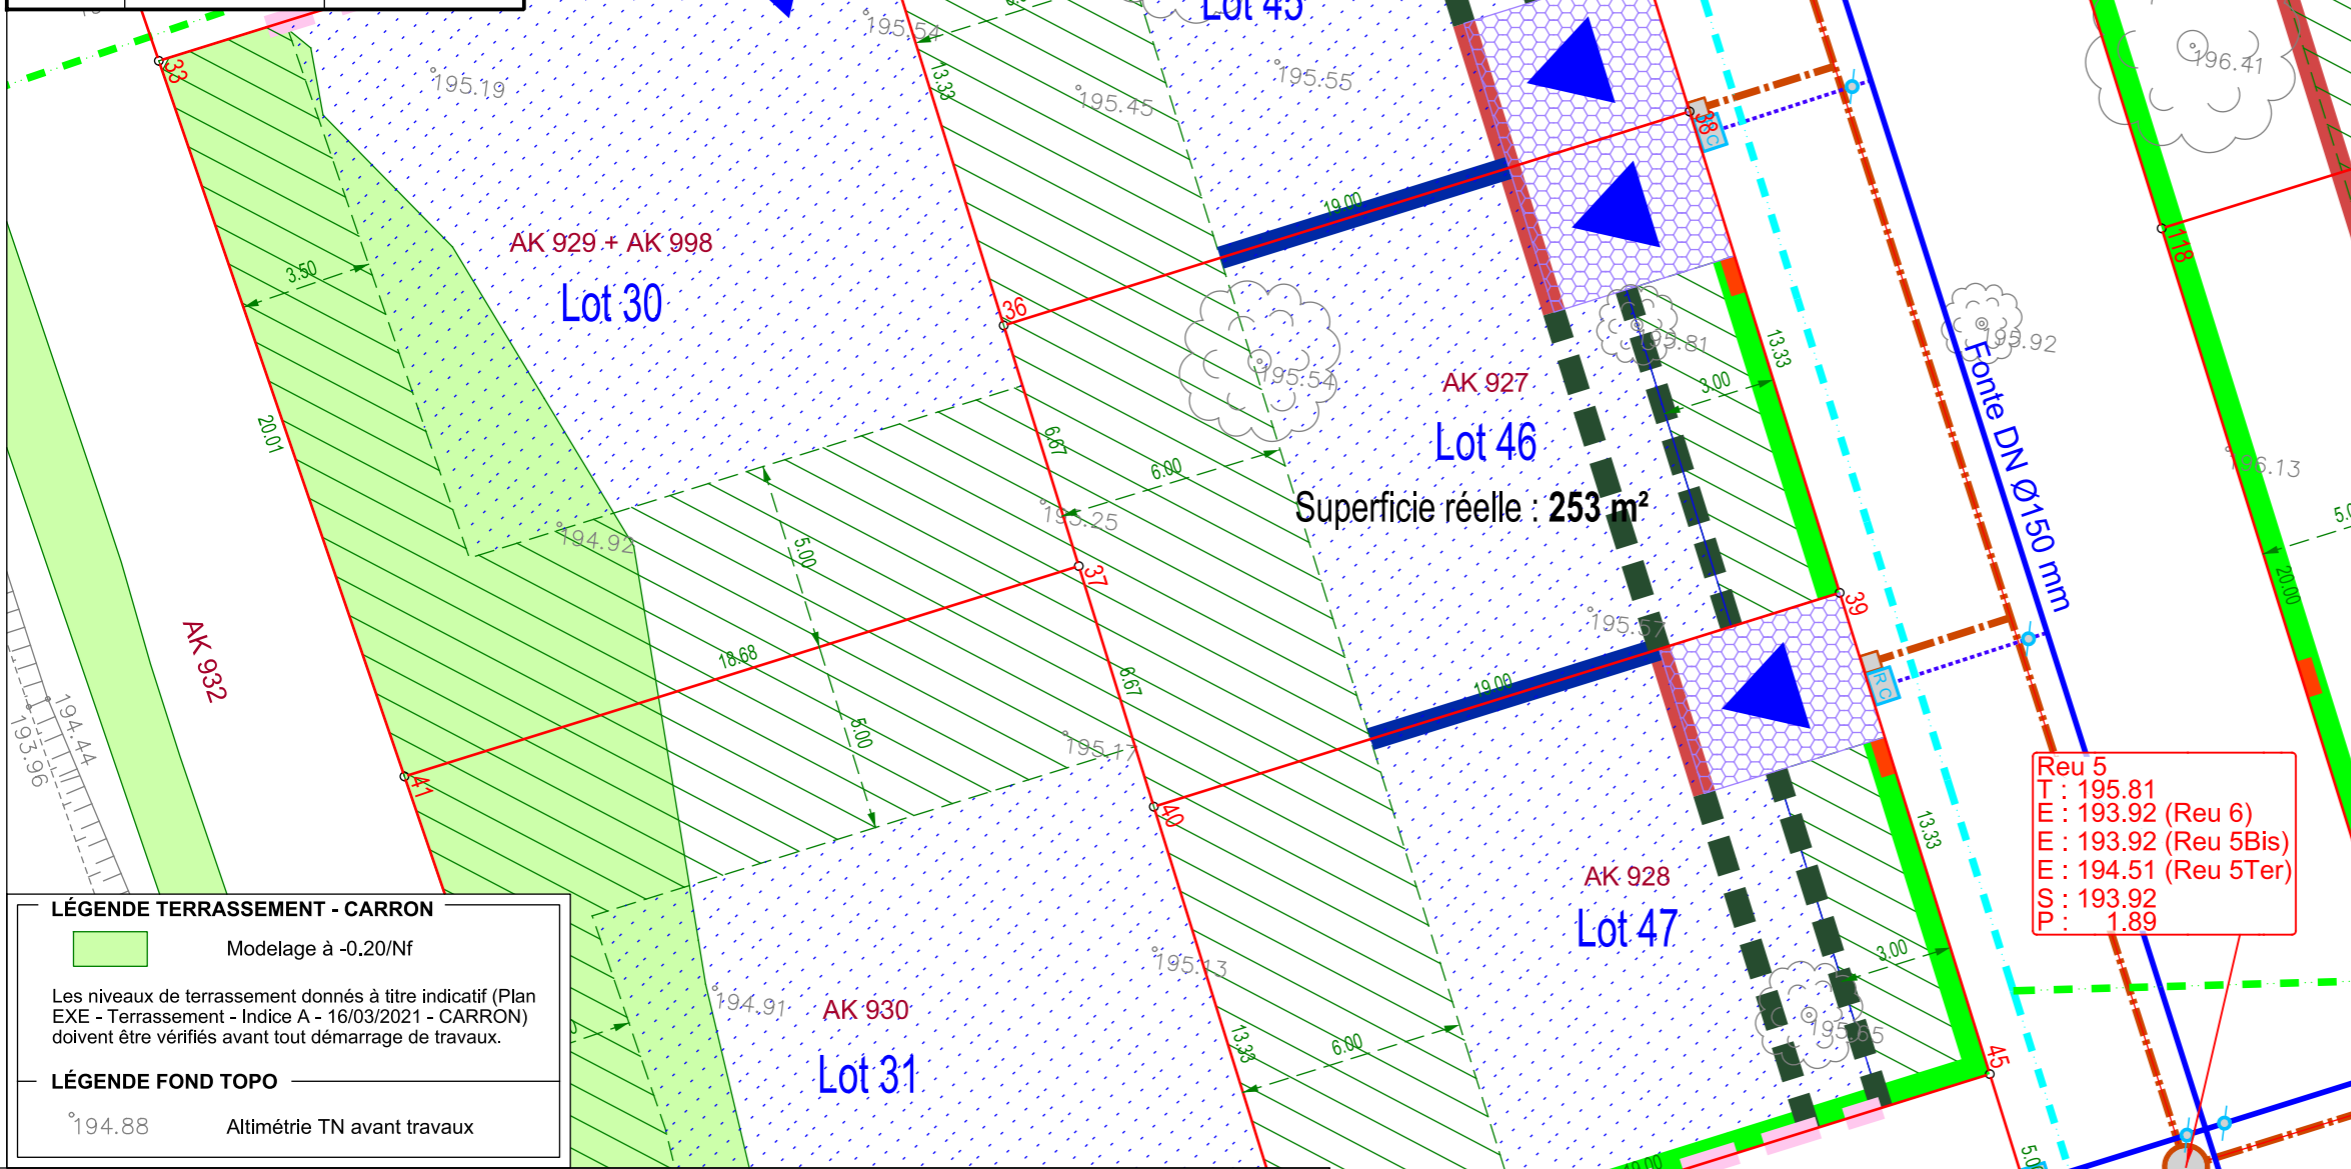 Lot 45
195.54
33
195.19
13.33
195.45
195.55
196.41
38
C
AK 929 + AK 998
Lot 30
3.50
19.00
118
36
195.54
195.81
195.92
13.33
AK 927
Lot 46
3.00
Fonte DN Ø150 mm
20.01
6.67
6.00
196.13
Superficie réelle : 253 m²
195.25
194.92
5.00
37
39
20.00
5.0
195.57
AK 932
18.68
6.67
19.00
R C
194.44
193.96
5.00
195.17
41
40
13.33
Reu 5
T : 195.81
E : 193.92 (Reu 6)
E : 193.92 (Reu 5Bis)
E : 194.51 (Reu 5Ter)
S : 193.92
P : 1.89
AK 928
Lot 47
3.00
195.13
194.91
AK 930
Lot 31
13.33
6.00
195.65
45
LÉGENDE TERRASSEMENT - CARRON
Modelage à -0.20/Nf
Les niveaux de terrassement donnés à titre indicatif (Plan
EXE - Terrassement - Indice A - 16/03/2021 - CARRON)
doivent être vérifiés avant tout démarrage de travaux.
LÉGENDE FOND TOPO
194.88
Altimétrie TN avant travaux